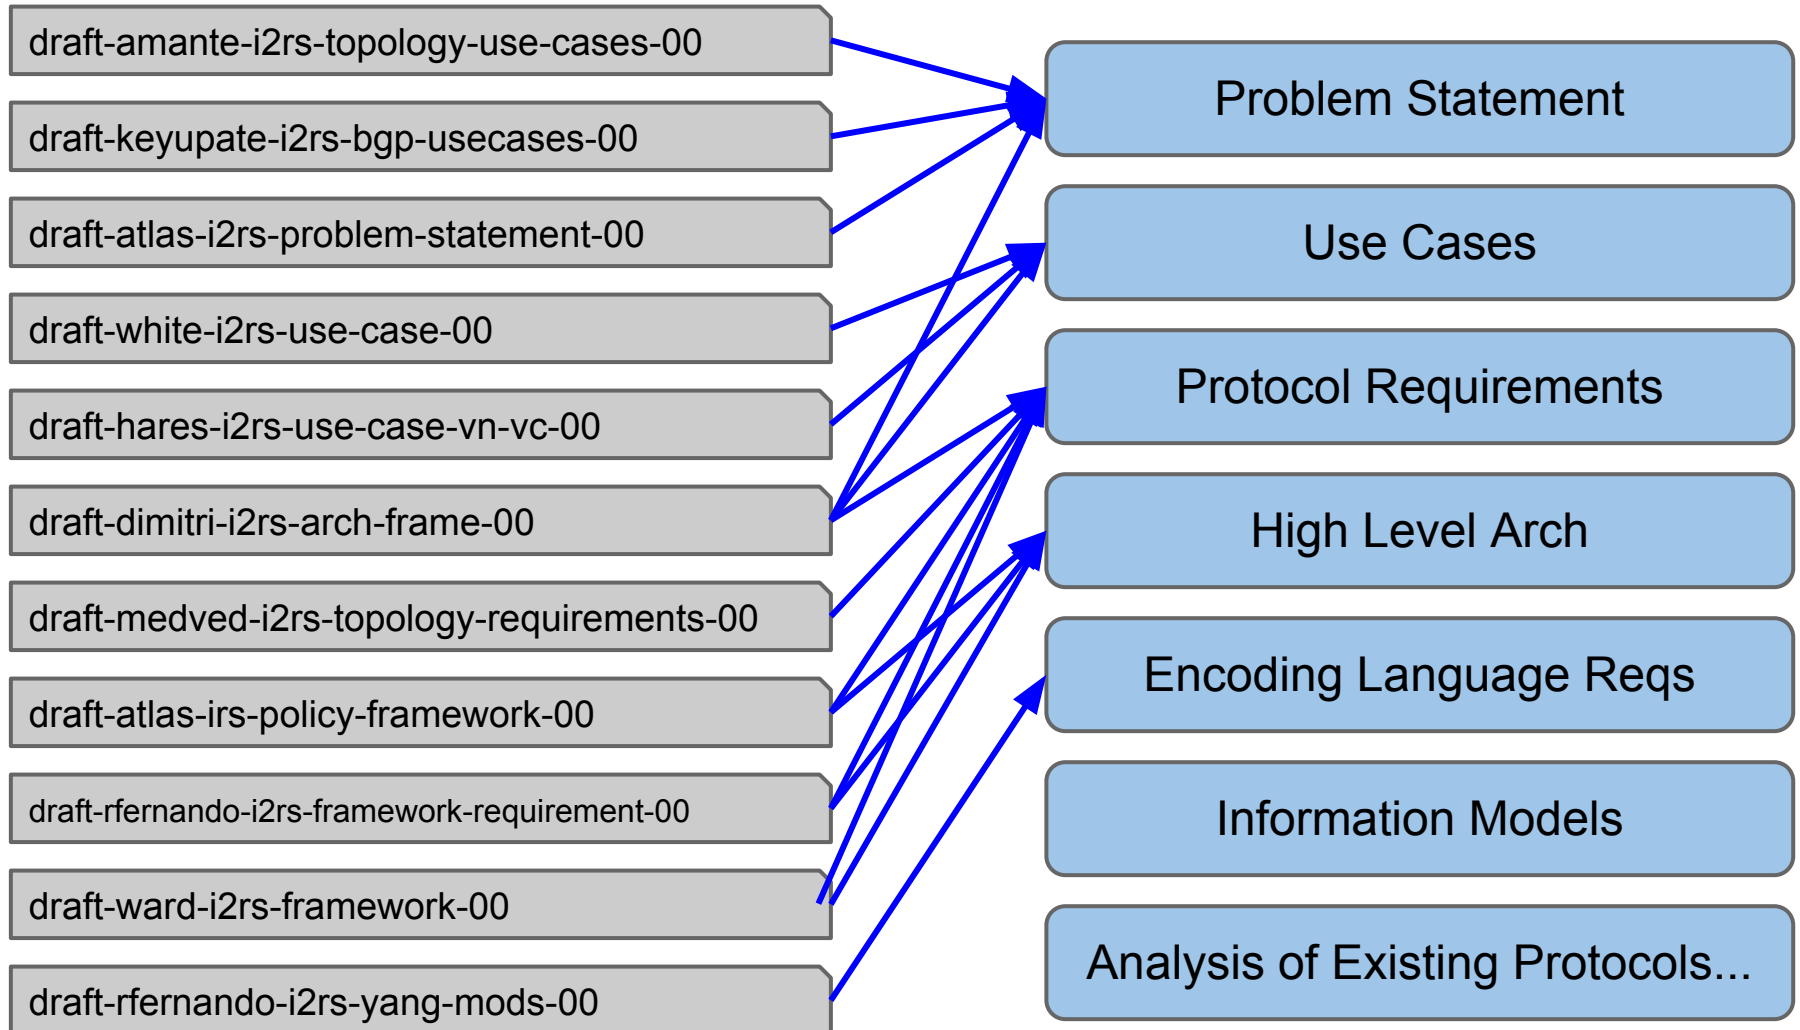 draft-amante-i2rs-topology-use-cases-00
draft-keyupate-i2rs-bgp-usecases-00
draft-atlas-i2rs-problem-statement-00
draft-white-i2rs-use-case-00
draft-hares-i2rs-use-case-vn-vc-00
draft-dimitri-i2rs-arch-frame-00
draft-medved-i2rs-topology-requirements-00
draft-atlas-irs-policy-framework-00
draft-rfernando-i2rs-framework-requirement-00
draft-ward-i2rs-framework-00
draft-rfernando-i2rs-yang-mods-00
Problem Statement
Use Cases
Protocol Requirements
High Level Arch
Encoding Language Reqs
Information Models
Analysis of Existing Protocols...